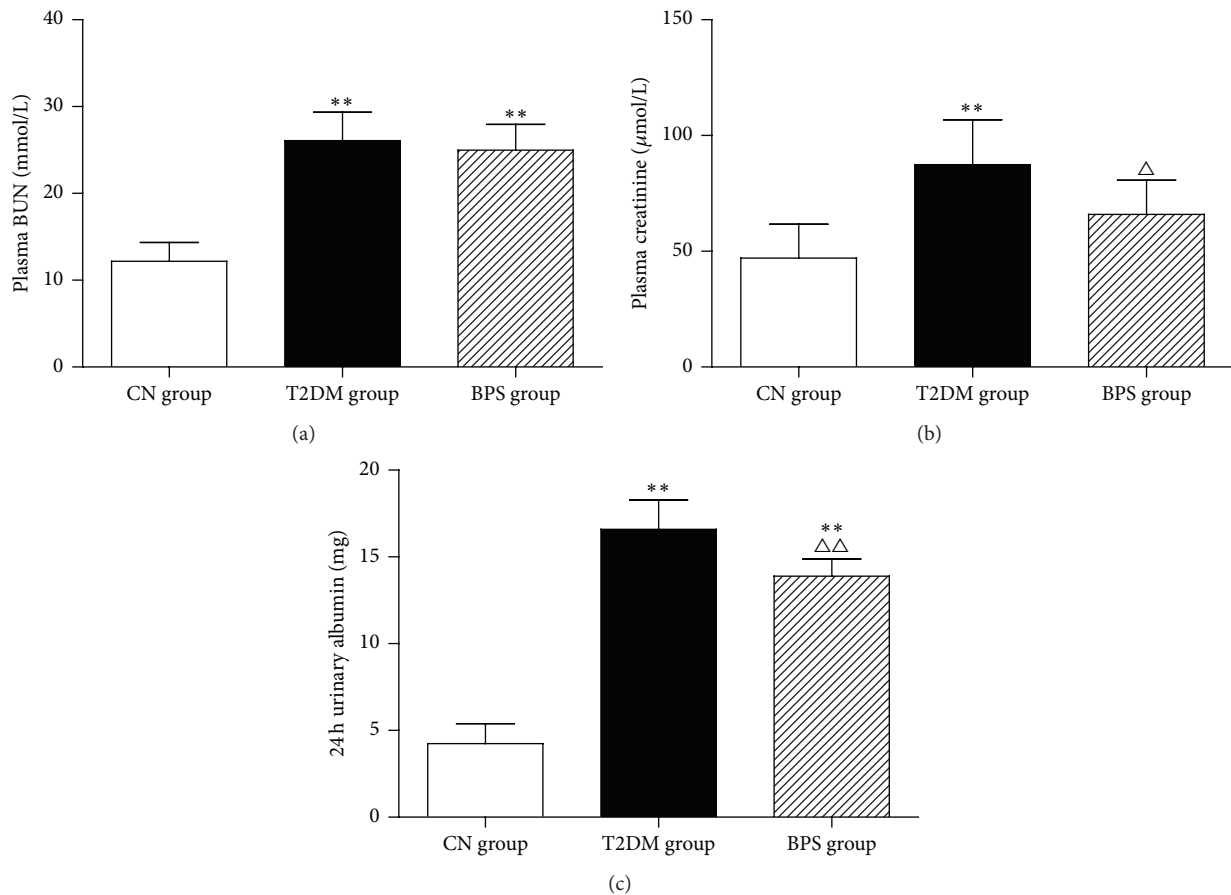 Plasma BUN (mmol/L)
40
30
20
10
0
**
**
CN group
T2DM group
BPS group
(a)
Plasma creatinine (μmol/L)
150
100
50
0
**
△
CN group
T2DM group
BPS group
(b)
24 h urinary albumin (mg)
20
15
10
5
0
**
**
△△
CN group
T2DM group
BPS group
(c)